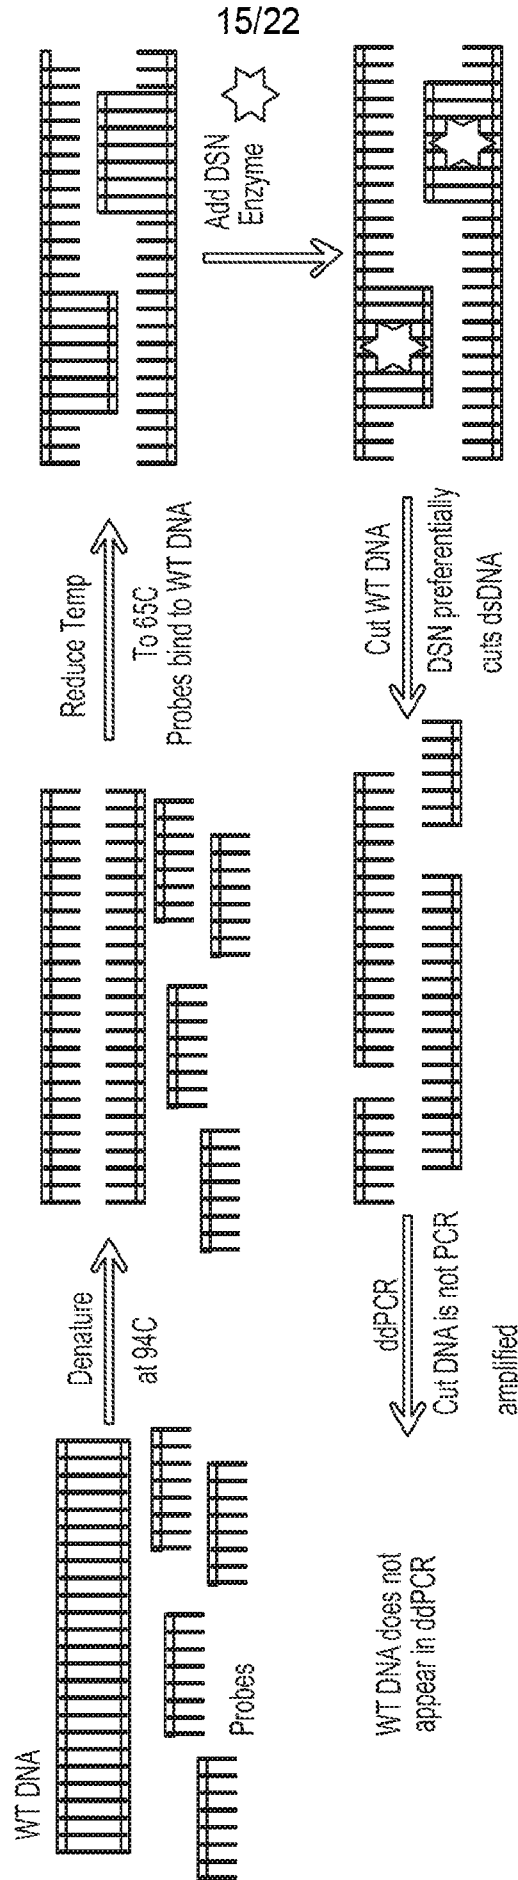 15/22
WT DNA
Probes
Denature
at 94C
Reduce Temp
To 65C
Probes bind to WT DNA
Add DSN
Enzyme
Cut WT DNA
DSN preferentially
cuts dsDNA
ddPCR
Cut DNA is not PCR
amplified
WT DNA does not
appear in ddPCR